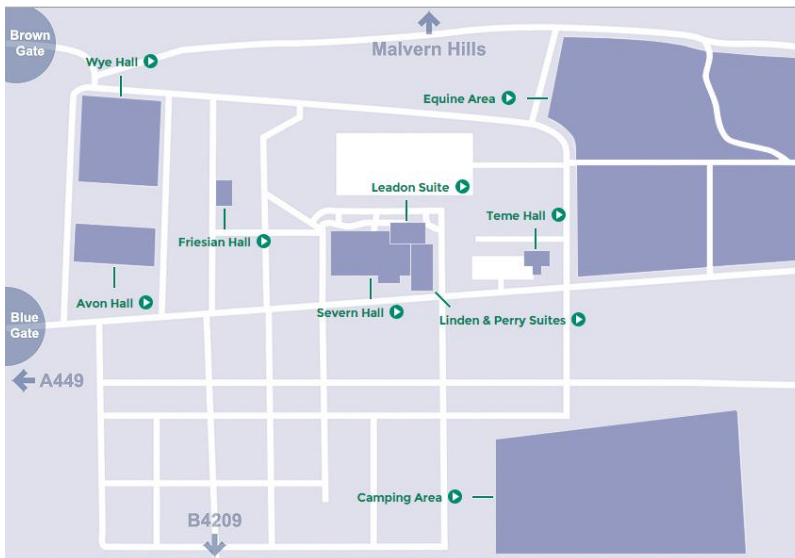 Brown
Gate
Malvern Hills
Wye Hall
Equine Area
Leadon Suite
Teme Hall
Friesian Hall
Avon Hall
Severn Hall
Linden & Perry Suites
Blue
Gate
A449
Camping Area
B4209